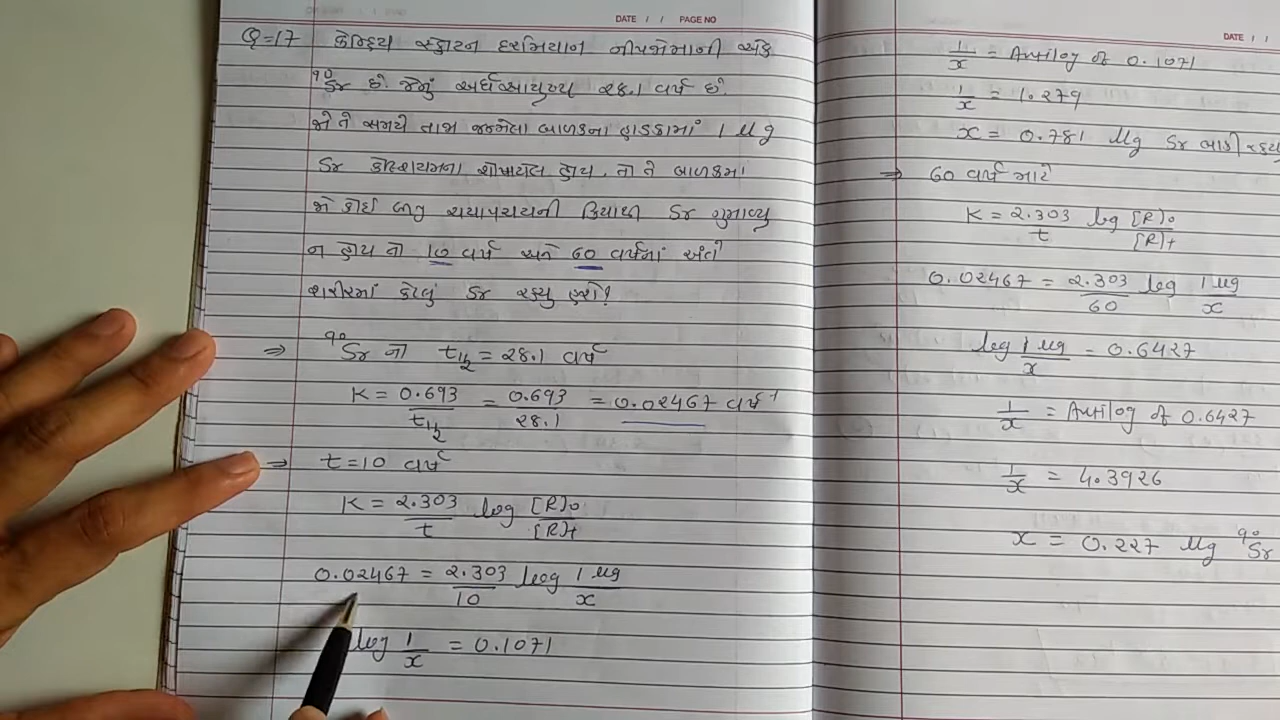 DATE / / PAGE NO
Q=17 કેન્દ્રિય સ્ફોટન દરમિયાન નીપજોમાની એક
⁹⁰Sr છે. જેનું અર્ધઆયુષ્ય 28.1 વર્ષ છે.
જો તે સમયે તાજા જન્મેલા બાળકના હાડકામાં 1 μg
Sr કેલ્શિયમના શોષાયેલ હોય, તો તે બાળકમાં
જો કોઈ ચયાપચયની ક્રિયાથી Sr ગુમાવ્યુ
ન હોય તો 10 વર્ષ અને 60 વર્ષમાં અંતે
શરીરમાં કેટલું Sr રહ્યુ હશે?
⇒ ⁹⁰Sr નો t½ = 28.1 વર્ષ
K = 0.693/t½ = 0.693/28.1 = 0.02467 વર્ષ⁻¹
⇒ t = 10 વર્ષ
K = 2.303/t log [R]₀/[R]t
0.02467 = 2.303/10 log 1 μg/x
log 1/x = 0.1071
DATE / /
1/x = Antilog of 0.1071
1/x = 1.279
x = 0.781 μg Sr બાકી
⇒ 60 વર્ષ માટે
K = 2.303/t log [R]₀/[R]t
0.02467 = 2.303/60 log 1 μg/x
log 1 μg/x = 0.6427
1/x = Antilog of 0.6427
1/x = 4.3926
x = 0.227 μg ⁹⁰Sr